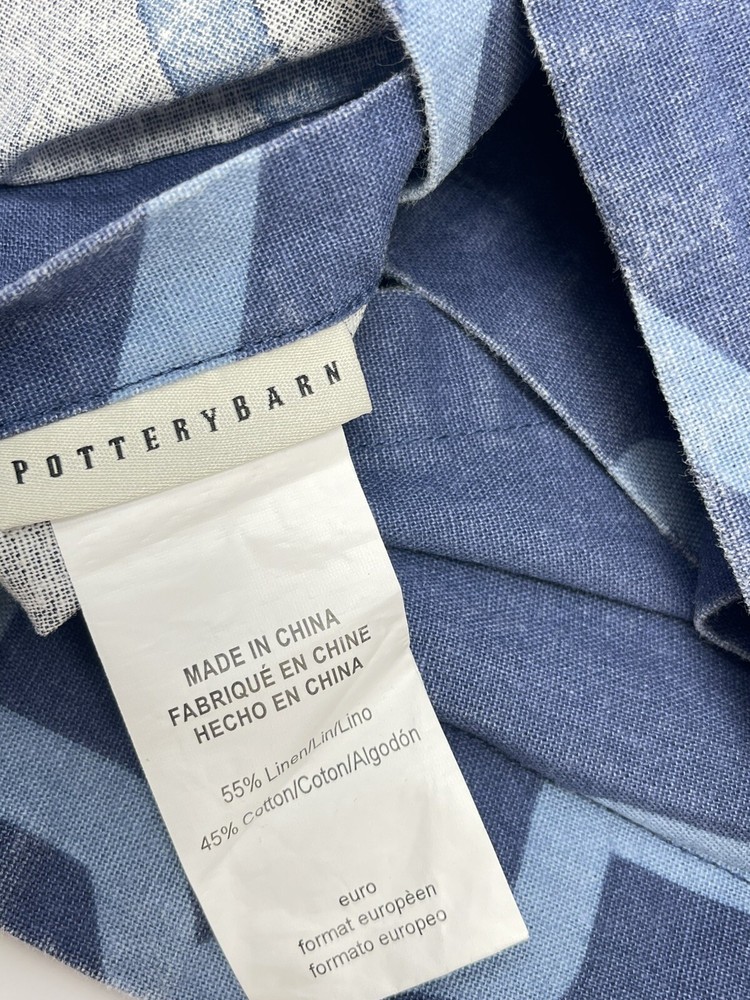 POTTERYBARN
MADE IN CHINA
FABRIQUÉ EN CHINE
HECHO EN CHINA
55% Linen/Lin/Lino
45% Cotton/Coton/Algodón
euro
format europèen
formato europeo